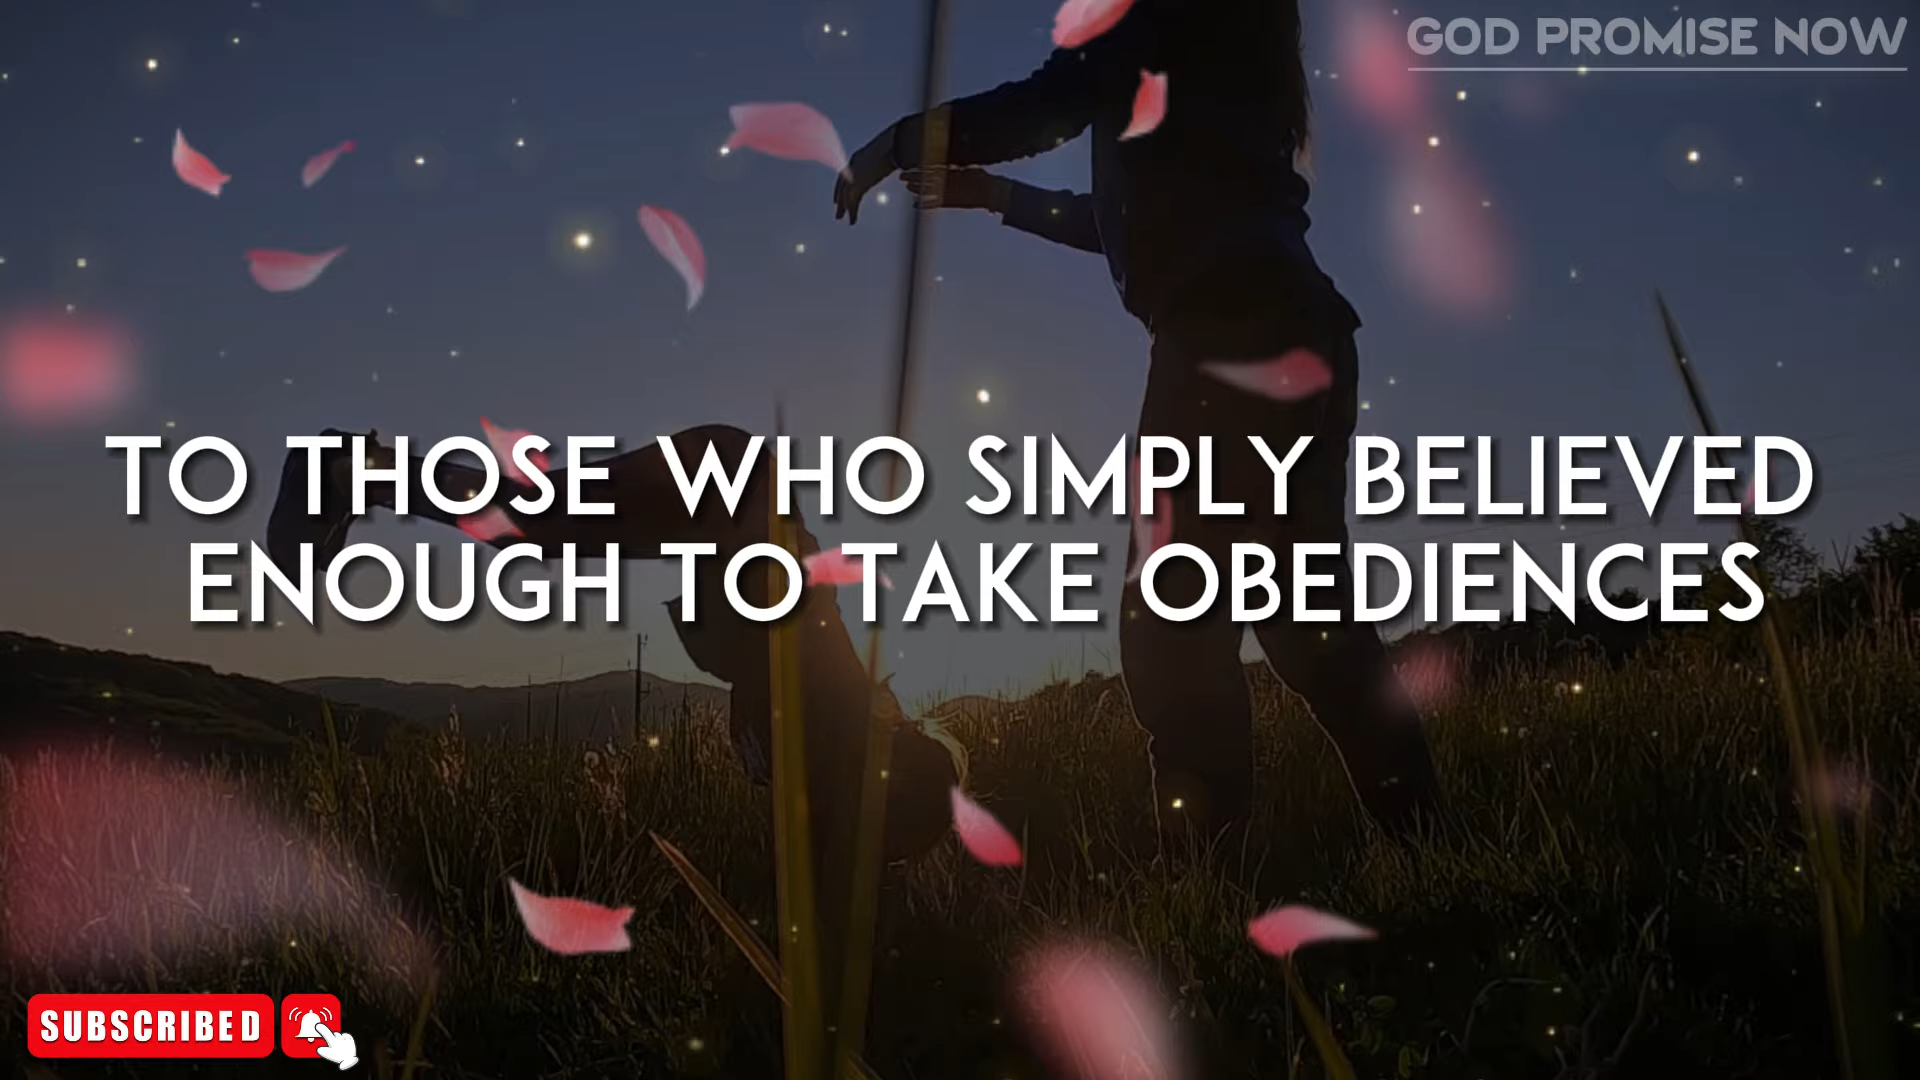 GOD PROMISE NOW
TO THOSE WHO SIMPLY BELIEVED
ENOUGH TO TAKE OBEDIENCES
SUBSCRIBED